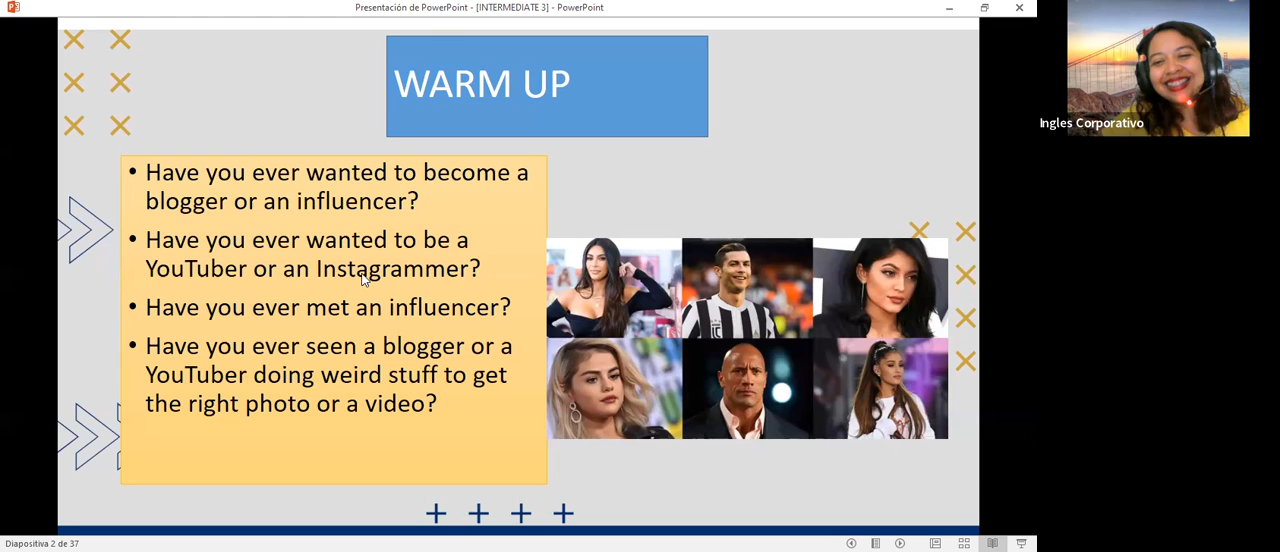 Presentación de PowerPoint - [INTERMEDIATE 3] - PowerPoint
WARM UP
Ingles Corporativo
• Have you ever wanted to become a
blogger or an influencer?
• Have you ever wanted to be a
YouTuber or an Instagrammer?
• Have you ever met an influencer?
• Have you ever seen a blogger or a
YouTuber doing weird stuff to get
the right photo or a video?
Diapositiva 2 de 37